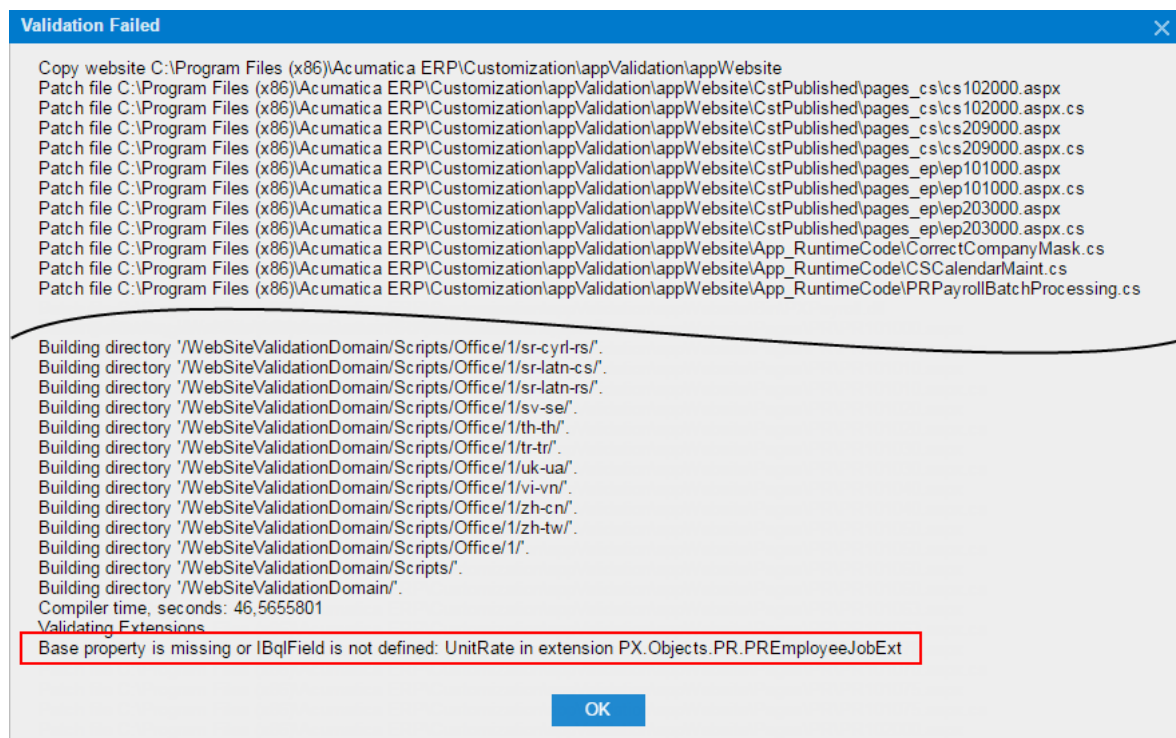 Validation Failed
Copy website C:\Program Files (x86)\Acumatica ERP\Customization\appValidation\appWebsite
Patch file C:\Program Files (x86)\Acumatica ERP\Customization\appValidation\appWebsite\CstPublished\pages_cs\cs102000.aspx
Patch file C:\Program Files (x86)\Acumatica ERP\Customization\appValidation\appWebsite\CstPublished\pages_cs\cs102000.aspx.cs
Patch file C:\Program Files (x86)\Acumatica ERP\Customization\appValidation\appWebsite\CstPublished\pages_cs\cs209000.aspx
Patch file C:\Program Files (x86)\Acumatica ERP\Customization\appValidation\appWebsite\CstPublished\pages_cs\cs209000.aspx.cs
Patch file C:\Program Files (x86)\Acumatica ERP\Customization\appValidation\appWebsite\CstPublished\pages_ep\ep101000.aspx
Patch file C:\Program Files (x86)\Acumatica ERP\Customization\appValidation\appWebsite\CstPublished\pages_ep\ep101000.aspx.cs
Patch file C:\Program Files (x86)\Acumatica ERP\Customization\appValidation\appWebsite\CstPublished\pages_ep\ep203000.aspx
Patch file C:\Program Files (x86)\Acumatica ERP\Customization\appValidation\appWebsite\CstPublished\pages_ep\ep203000.aspx.cs
Patch file C:\Program Files (x86)\Acumatica ERP\Customization\appValidation\appWebsite\App_RuntimeCode\CorrectCompanyMask.cs
Patch file C:\Program Files (x86)\Acumatica ERP\Customization\appValidation\appWebsite\App_RuntimeCode\CSCalendarMaint.cs
Patch file C:\Program Files (x86)\Acumatica ERP\Customization\appValidation\appWebsite\App_RuntimeCode\PRPayrollBatchProcessing.cs
Building directory '/WebSiteValidationDomain/Scripts/Office/1/sr-cyrl-rs/'.
Building directory '/WebSiteValidationDomain/Scripts/Office/1/sr-latn-cs/'.
Building directory '/WebSiteValidationDomain/Scripts/Office/1/sr-latn-rs/'.
Building directory '/WebSiteValidationDomain/Scripts/Office/1/sv-se/'.
Building directory '/WebSiteValidationDomain/Scripts/Office/1/th-th/'.
Building directory '/WebSiteValidationDomain/Scripts/Office/1/tr-tr/'.
Building directory '/WebSiteValidationDomain/Scripts/Office/1/uk-ua/'.
Building directory '/WebSiteValidationDomain/Scripts/Office/1/vi-vn/'.
Building directory '/WebSiteValidationDomain/Scripts/Office/1/zh-cn/'.
Building directory '/WebSiteValidationDomain/Scripts/Office/1/zh-tw/'.
Building directory '/WebSiteValidationDomain/Scripts/Office/1/'.
Building directory '/WebSiteValidationDomain/Scripts/'.
Building directory '/WebSiteValidationDomain/'.
Compiler time, seconds: 46,5655801
Validating Extensions
Base property is missing or IBqlField is not defined: UnitRate in extension PX.Objects.PR.PREmployeeJobExt
OK